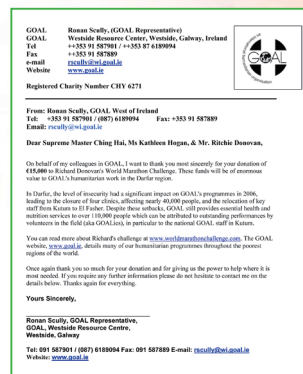 GOAL Ronan Scully, (GOAL Representative)
GOAL Westside Resource Center, Westside, Galway, Ireland
Tel ++353 91 587901 / ++353 87 6189094
Fax ++353 91 587889
e-mail rscully@wi.goal.ie
Website www.goal.ie
GOAL
Registered Charity Number CHY 6271
From: Ronan Scully, GOAL West of Ireland
Tel: +353 91 587901 / (087) 6189094 Fax: +353 91 587889
Email: rscully@wi.goal.ie
Dear Supreme Master Ching Hai, Ms Kathleen Hogan, & Mr. Ritchie Donovan,
On behalf of my colleagues in GOAL, I want to thank you most sincerely for your donation of
€15,000 to Richard Donovan's World Marathon Challenge. These funds will be of enormous
value to GOAL's humanitarian work in the Darfur region.
In Darfur, the level of insecurity had a significant impact on GOAL's programmes in 2006,
leading to the closure of four clinics, affecting nearly 40,000 people, and the relocation of key
staff from Kutum to El Fasher. Despite these setbacks, GOAL still provides essential health and
nutrition services to over 110,000 people which can be attributed to outstanding performances by
volunteers in the field (aka GOALies), in particular to the national GOAL staff in Kutum.
You can read more about Richard's challenge at www.worldmarathonchallenge.com. The GOAL
website, www.goal.ie, details many of our humanitarian programmes throughout the poorest
regions of the world.
Once again thank you so much for your donation and for giving us the power to help where it is
most needed. If you require any further information please do not hesitate to contact me on the
details below. Thanks again for everything.
Yours Sincerely,
Ronan Scully, GOAL Representative,
GOAL, Westside Resource Centre,
Westside, Galway
Tel: 091 587901 / (087) 6189094 Fax: 091 587889 E-mail: rscully@wi.goal.ie
Website: www.goal.ie